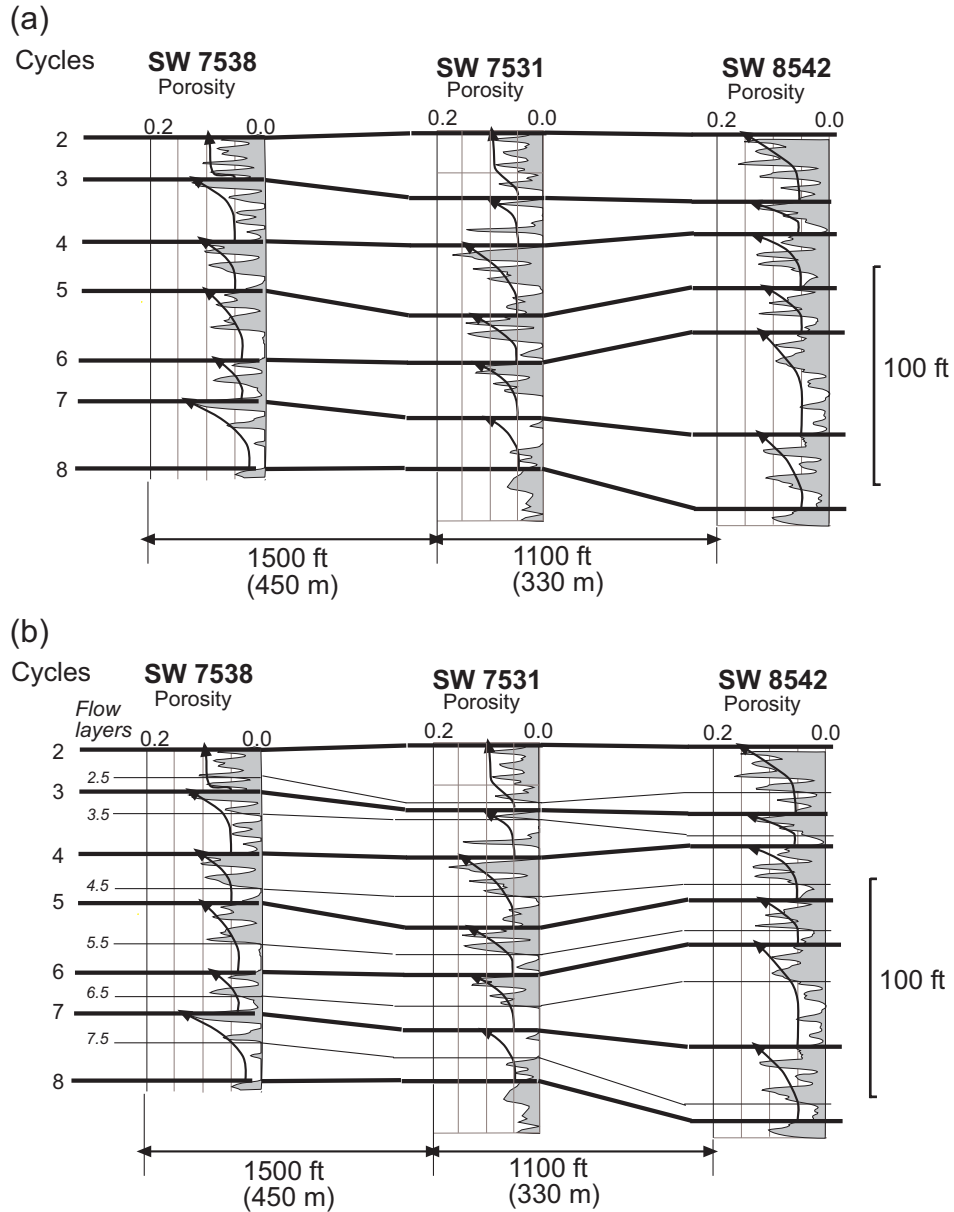 (a)
Cycles
SW 7538
Porosity
SW 7531
Porosity
SW 8542
Porosity
0.2 0.0 0.2 0.0 0.2 0.0
2
3
4
5
6
7
8
100 ft
1500 ft
(450 m)
1100 ft
(330 m)
(b)
Cycles
SW 7538
Porosity
SW 7531
Porosity
SW 8542
Porosity
Flow
layers
0.2 0.0 0.2 0.0 0.2 0.0
2
2.5
3
3.5
4
4.5
5
5.5
6
6.5
7
7.5
8
100 ft
1500 ft
(450 m)
1100 ft
(330 m)